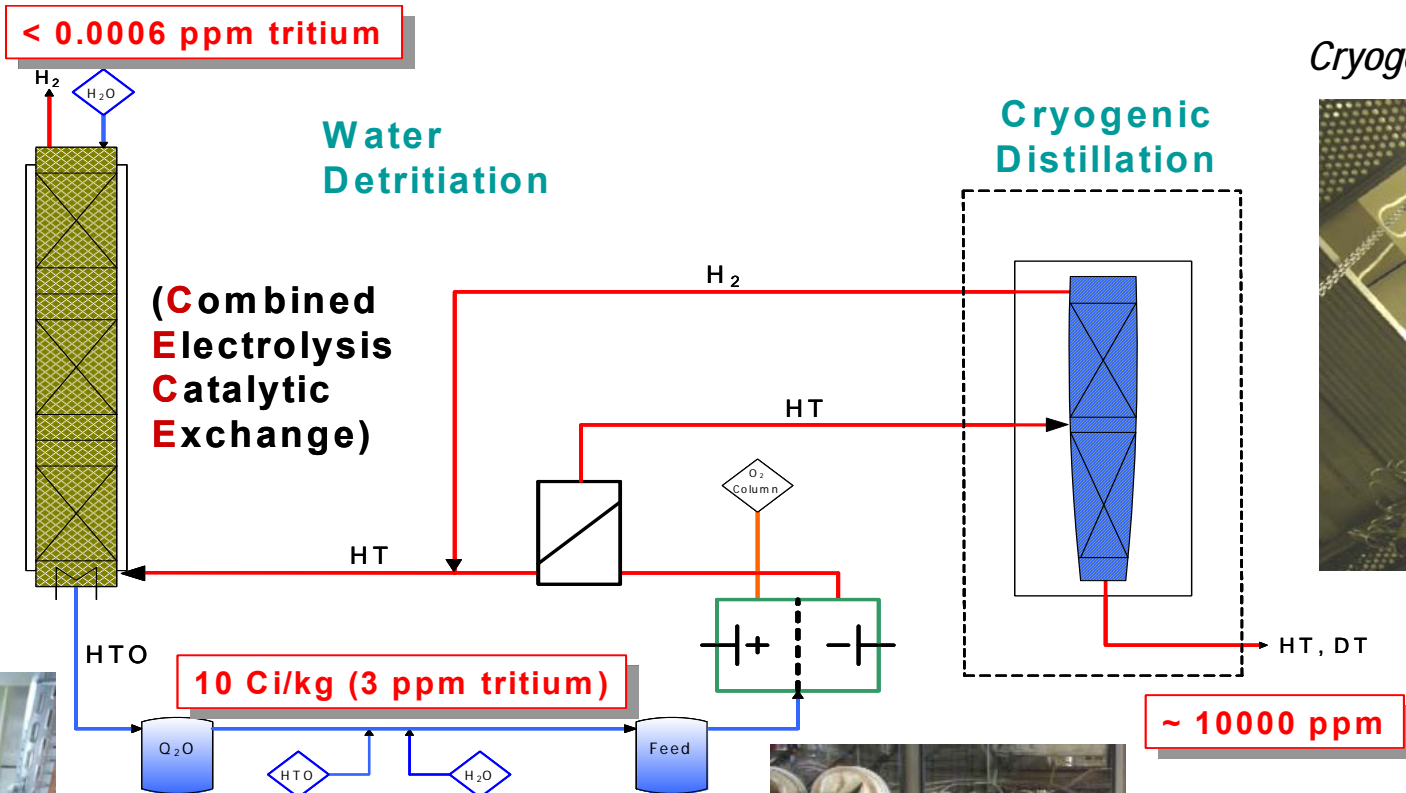 < 0.0006 ppm tritium
H₂
H₂O
Water
Detritiation
(Combined
Electrolysis
Catalytic
Exchange)
Cryogenic
Distillation
Cryog
H₂
HT
O₂
Column
HT
+
−
HTO
10 Ci/kg (3 ppm tritium)
HT, DT
~ 10000 ppm
Q₂O
HTO
H₂O
Feed